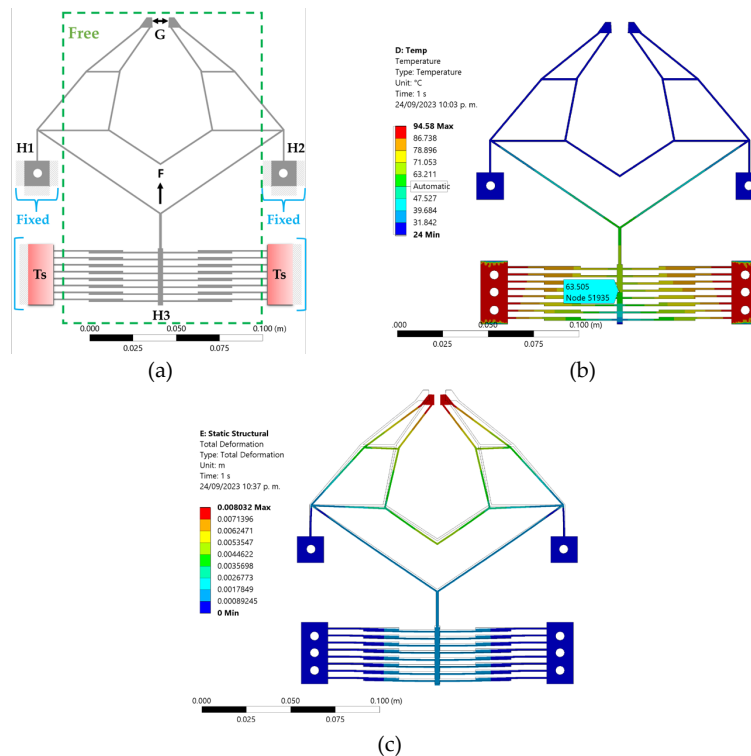 Free
G
H1
H2
F
Fixed
Fixed
Ts
Ts
H3
0.000
0.050
0.100 (m)
0.025
0.075
(a)
D: Temp
Temperature
Type: Temperature
Unit: °C
Time: 1 s
24/09/2023 10:03 p. m.
94.58 Max
86.738
78.896
71.053
63.211
Automatic
47.527
39.684
31.842
24 Min
63.505
Node 51935
.000
0.050
0.100 (m)
0.025
0.075
(b)
E: Static Structural
Total Deformation
Type: Total Deformation
Unit: m
Time: 1 s
24/09/2023 10:37 p. m.
0.008032 Max
0.0071396
0.0062471
0.0053547
0.0044622
0.0035698
0.0026773
0.0017849
0.00089245
0 Min
0.000
0.050
0.100 (m)
0.025
0.075
(c)